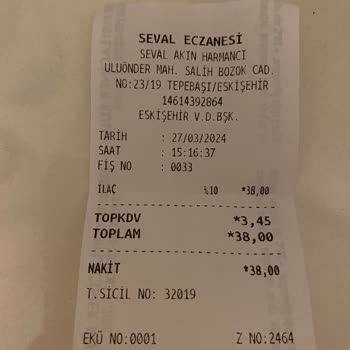 SEVAL ECZANESİ
SEVAL AKTN HARMANCI
ULUÖNDER MAH. SALİH BOZOK CAD.
NO:23/19 TEPEBAŞI/ESKİŞEHİR
14614392864
ESKİŞEHİR V.D.BŞK.
TARİH : 27/03/2024
SAAT : 15:16:37
FİŞ NO : 0033
İLAÇ %10 *38,00
TOPKDV *3,45
TOPLAM *38,00
NAKİT *38,00
T.SİCİL NO: 32019
EKÜ NO:0001 Z NO:2464